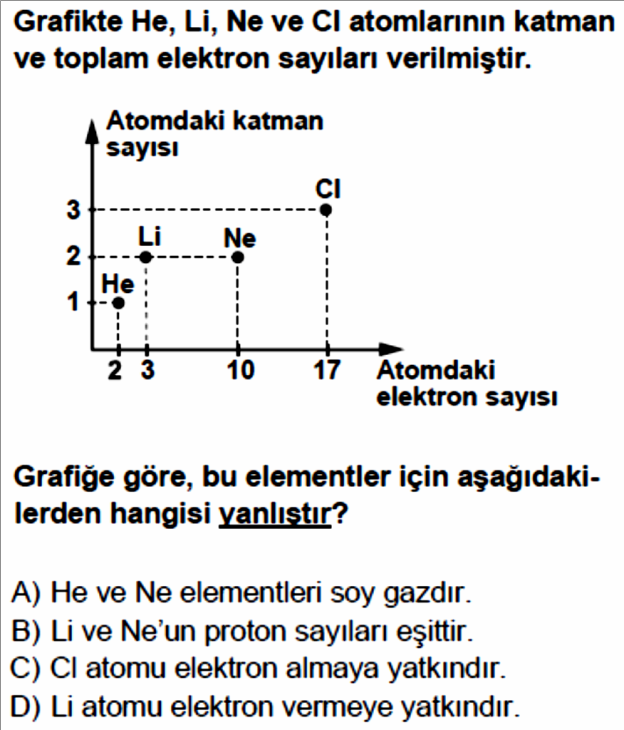 Grafikte He, Li, Ne ve Cl atomlarının katman
ve toplam elektron sayıları verilmiştir.
Atomdaki katman
sayısı
Cl
3
Li
Ne
2
He
1
2 3 10 17 Atomdaki
elektron sayısı
Grafiğe göre, bu elementler için aşağıdaki-
lerden hangisi yanlıştır?
A) He ve Ne elementleri soy gazdır.
B) Li ve Ne'un proton sayıları eşittir.
C) Cl atomu elektron almaya yatkındır.
D) Li atomu elektron vermeye yatkındır.